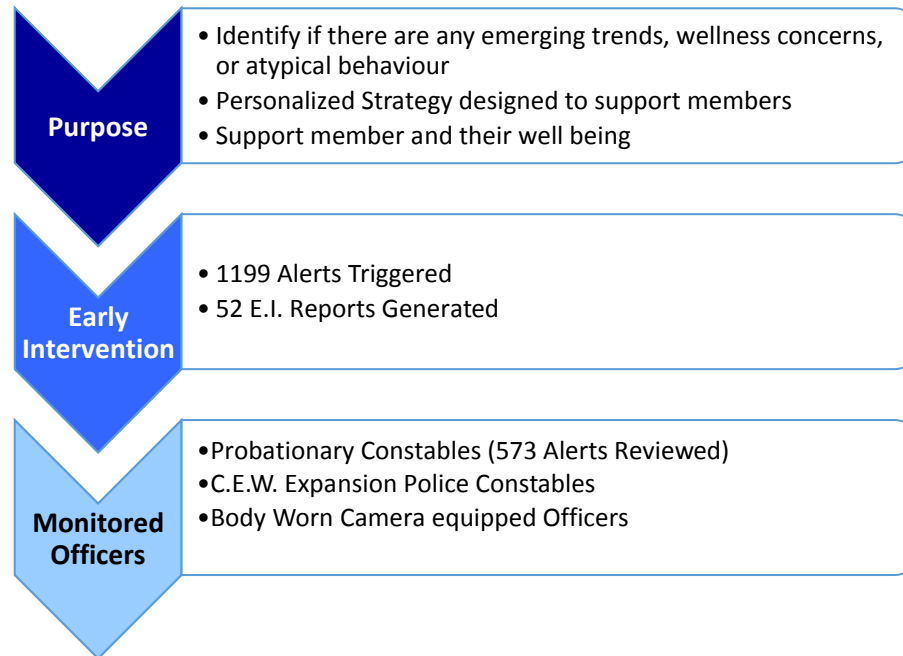 Purpose
• Identify if there are any emerging trends, wellness concerns,
or atypical behaviour
• Personalized Strategy designed to support members
• Support member and their well being
Early
Intervention
• 1199 Alerts Triggered
• 52 E.I. Reports Generated
Monitored
Officers
•Probationary Constables (573 Alerts Reviewed)
•C.E.W. Expansion Police Constables
•Body Worn Camera equipped Officers